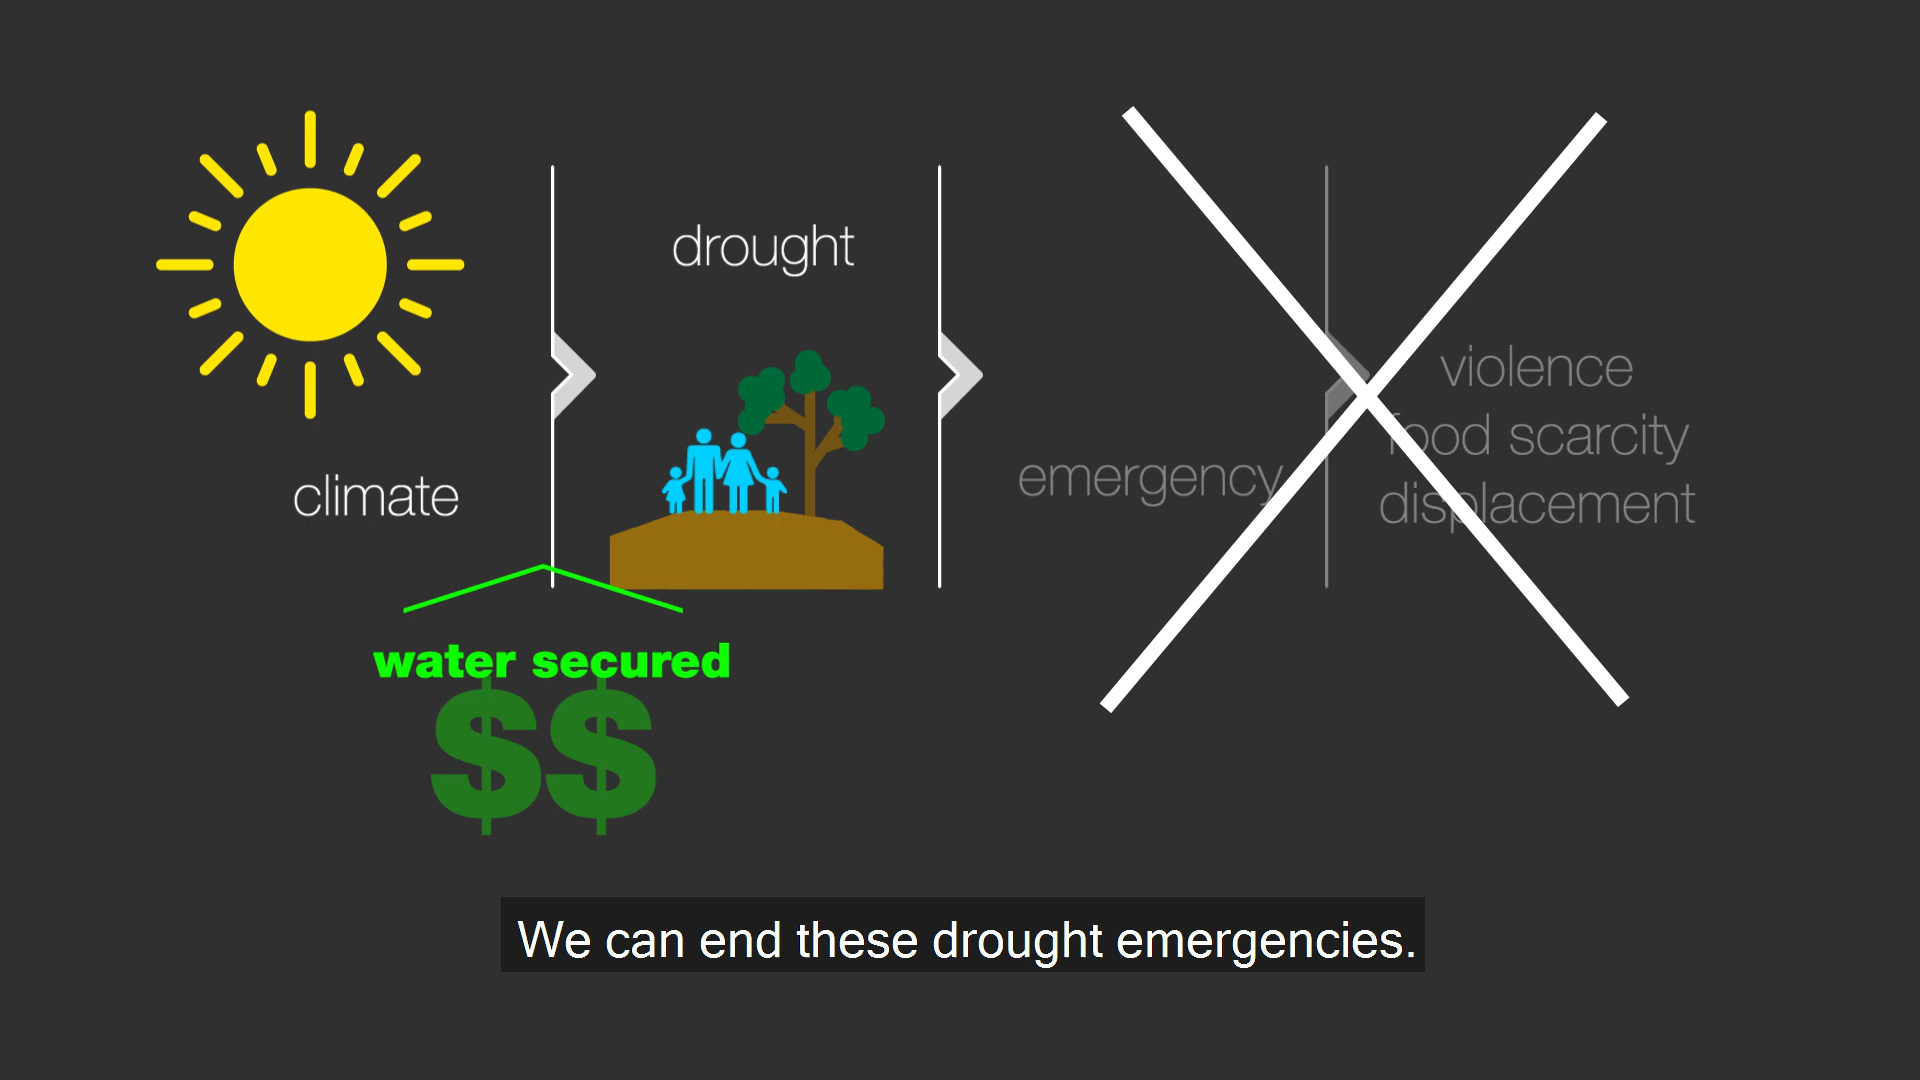 climate
drought
emergency
violence
food scarcity
displacement
water secured
$$
We can end these drought emergencies.